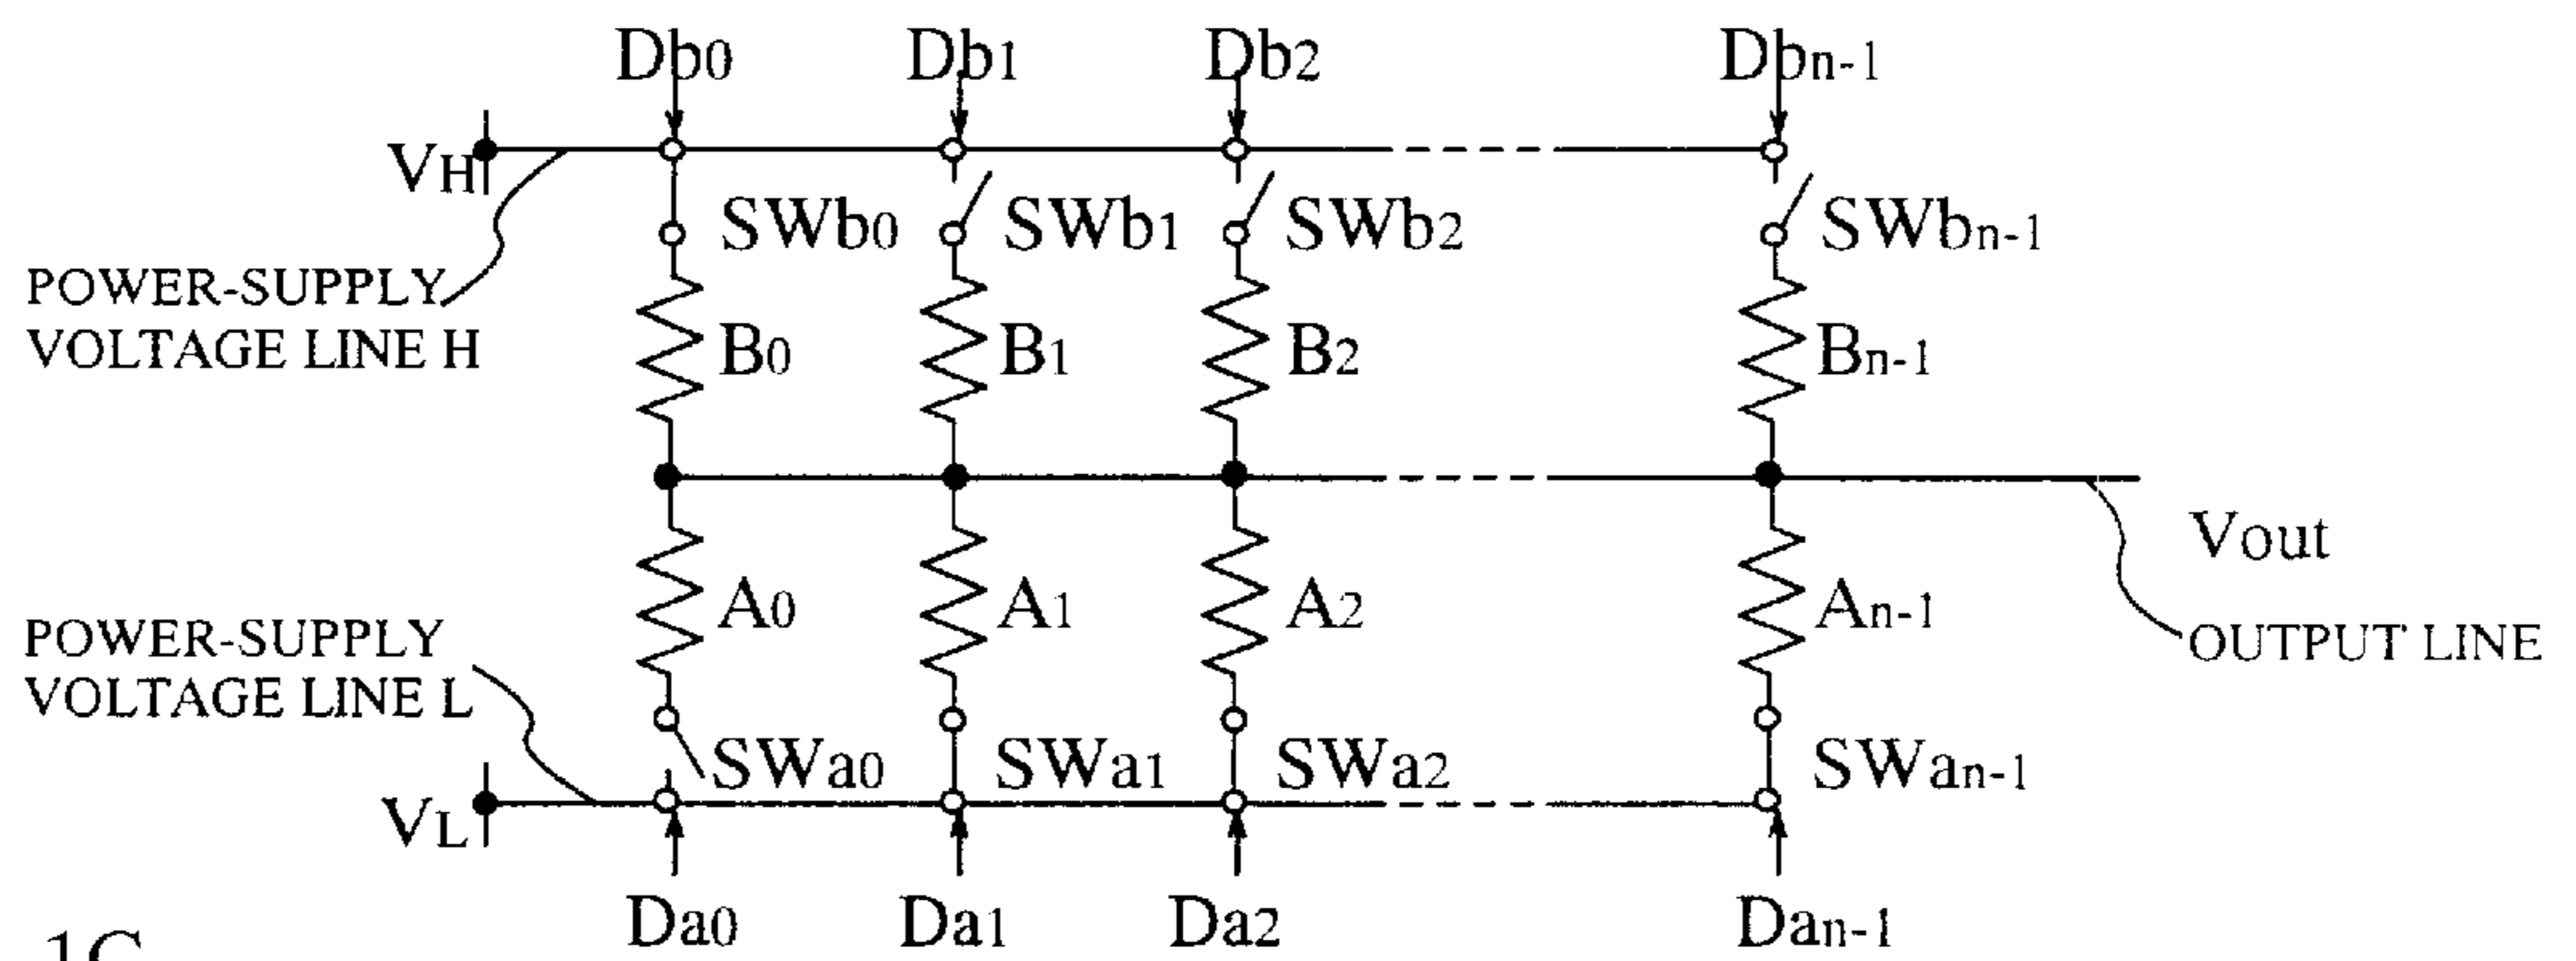 Db0 Db1 Db2 Dbn-1
VH
SWb0 SWb1 SWb2 SWbn-1
POWER-SUPPLY
VOLTAGE LINE H
B0 B1 B2 Bn-1
Vout
A0 A1 A2 An-1
POWER-SUPPLY
VOLTAGE LINE L
OUTPUT LINE
SWa0 SWa1 SWa2 SWan-1
VL
Da0 Da1 Da2 Dan-1
1C